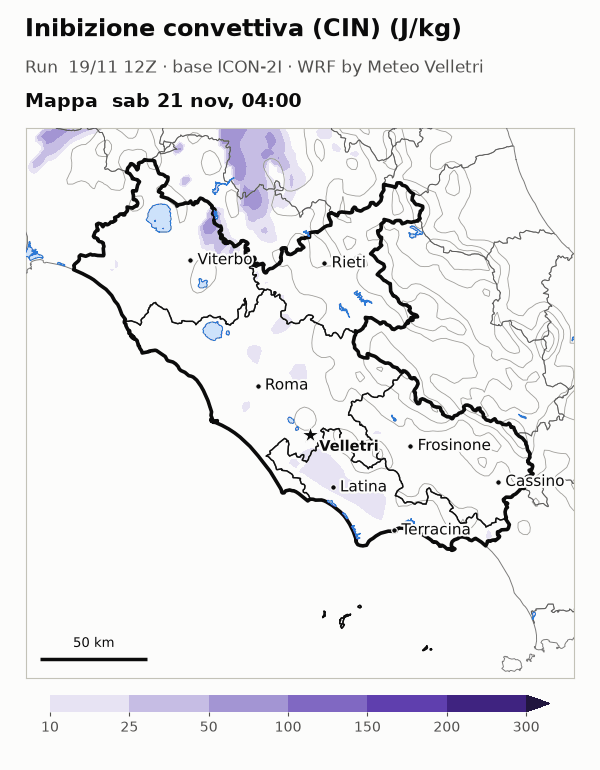 Inibizione convettiva (CIN) (J/kg)
Run  19/11 12Z · base ICON-2I · WRF by Meteo Velletri
Mappa  sab 21 nov, 04:00
Viterbo
Rieti
Roma
Velletri
Frosinone
Latina
Cassino
Terracina
50 km
10 25 50 100 150 200 300